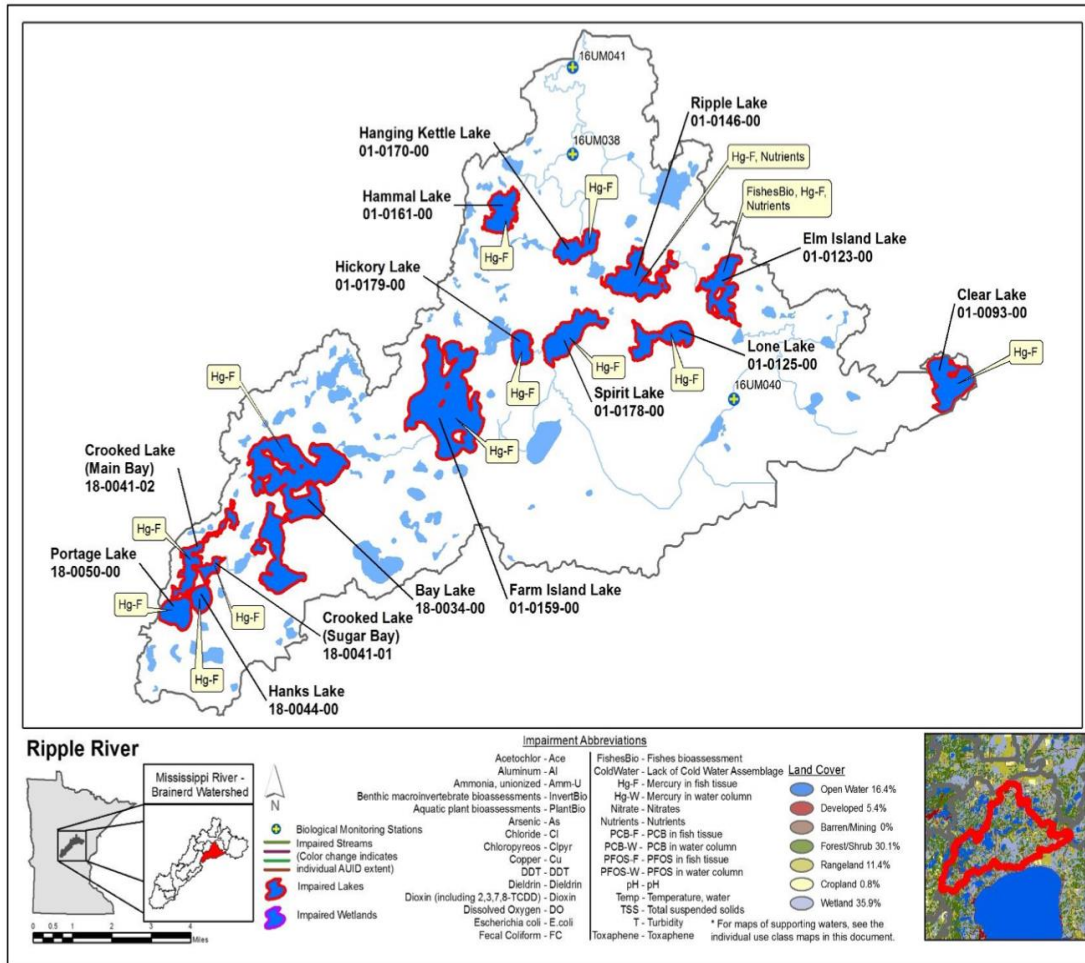 16UM041
Ripple Lake
01-0146-00
Hanging Kettle Lake
01-0170-00
16UM038
Hg-F, Nutrients
Hammal Lake
01-0161-00
Hg-F
FishesBio, Hg-F,
Nutrients
Hg-F
Elm Island Lake
01-0123-00
Hickory Lake
01-0179-00
Clear Lake
01-0093-00
Hg-F
Lone Lake
01-0125-00
Hg-F
Hg-F
Hg-F
Spirit Lake
01-0178-00
16UM040
Hg-F
Hg-F
Crooked Lake
(Main Bay)
18-0041-02
Hg-F
Portage Lake
18-0050-00
Hg-F
Hg-F
Bay Lake
18-0034-00
Farm Island Lake
01-0159-00
Crooked Lake
(Sugar Bay)
18-0041-01
Hg-F
Hanks Lake
18-0044-00
Ripple River
Mississippi River -
Brainerd Watershed
N
Biological Monitoring Stations
Impaired Streams
(Color change indicates
individual AUID extent)
Impaired Lakes
Impaired Wetlands
0 0.5 1 2 3 4
Miles
Impairment Abbreviations
Acetochlor - Ace
Aluminum - Al
Ammonia, unionized - Amm-U
Benthic macroinvertebrate bioassessments - InvertBio
Aquatic plant bioassessments - PlantBio
Arsenic - As
Chloride - Cl
Chloropyreos - Clpyr
Copper - Cu
DDT - DDT
Dieldrin - Dieldrin
Dioxin (including 2,3,7,8-TCDD) - Dioxin
Dissolved Oxygen - DO
Escherichia coli - E.coli
Fecal Coliform - FC
FishesBio - Fishes bioassessment
ColdWater - Lack of Cold Water Assemblage
Hg-F - Mercury in fish tissue
Hg-W - Mercury in water column
Nitrate - Nitrates
Nutrients - Nutrients
PCB-F - PCB in fish tissue
PCB-W - PCB in water column
PFOS-F - PFOS in fish tissue
PFOS-W - PFOS in water column
pH - pH
Temp - Temperature, water
TSS - Total suspended solids
T - Turbidity
Toxaphene - Toxaphene
Land Cover
Open Water 16.4%
Developed 5.4%
Barren/Mining 0%
Forest/Shrub 30.1%
Rangeland 11.4%
Cropland 0.8%
Wetland 35.9%
* For maps of supporting waters, see the
individual use class maps in this document.